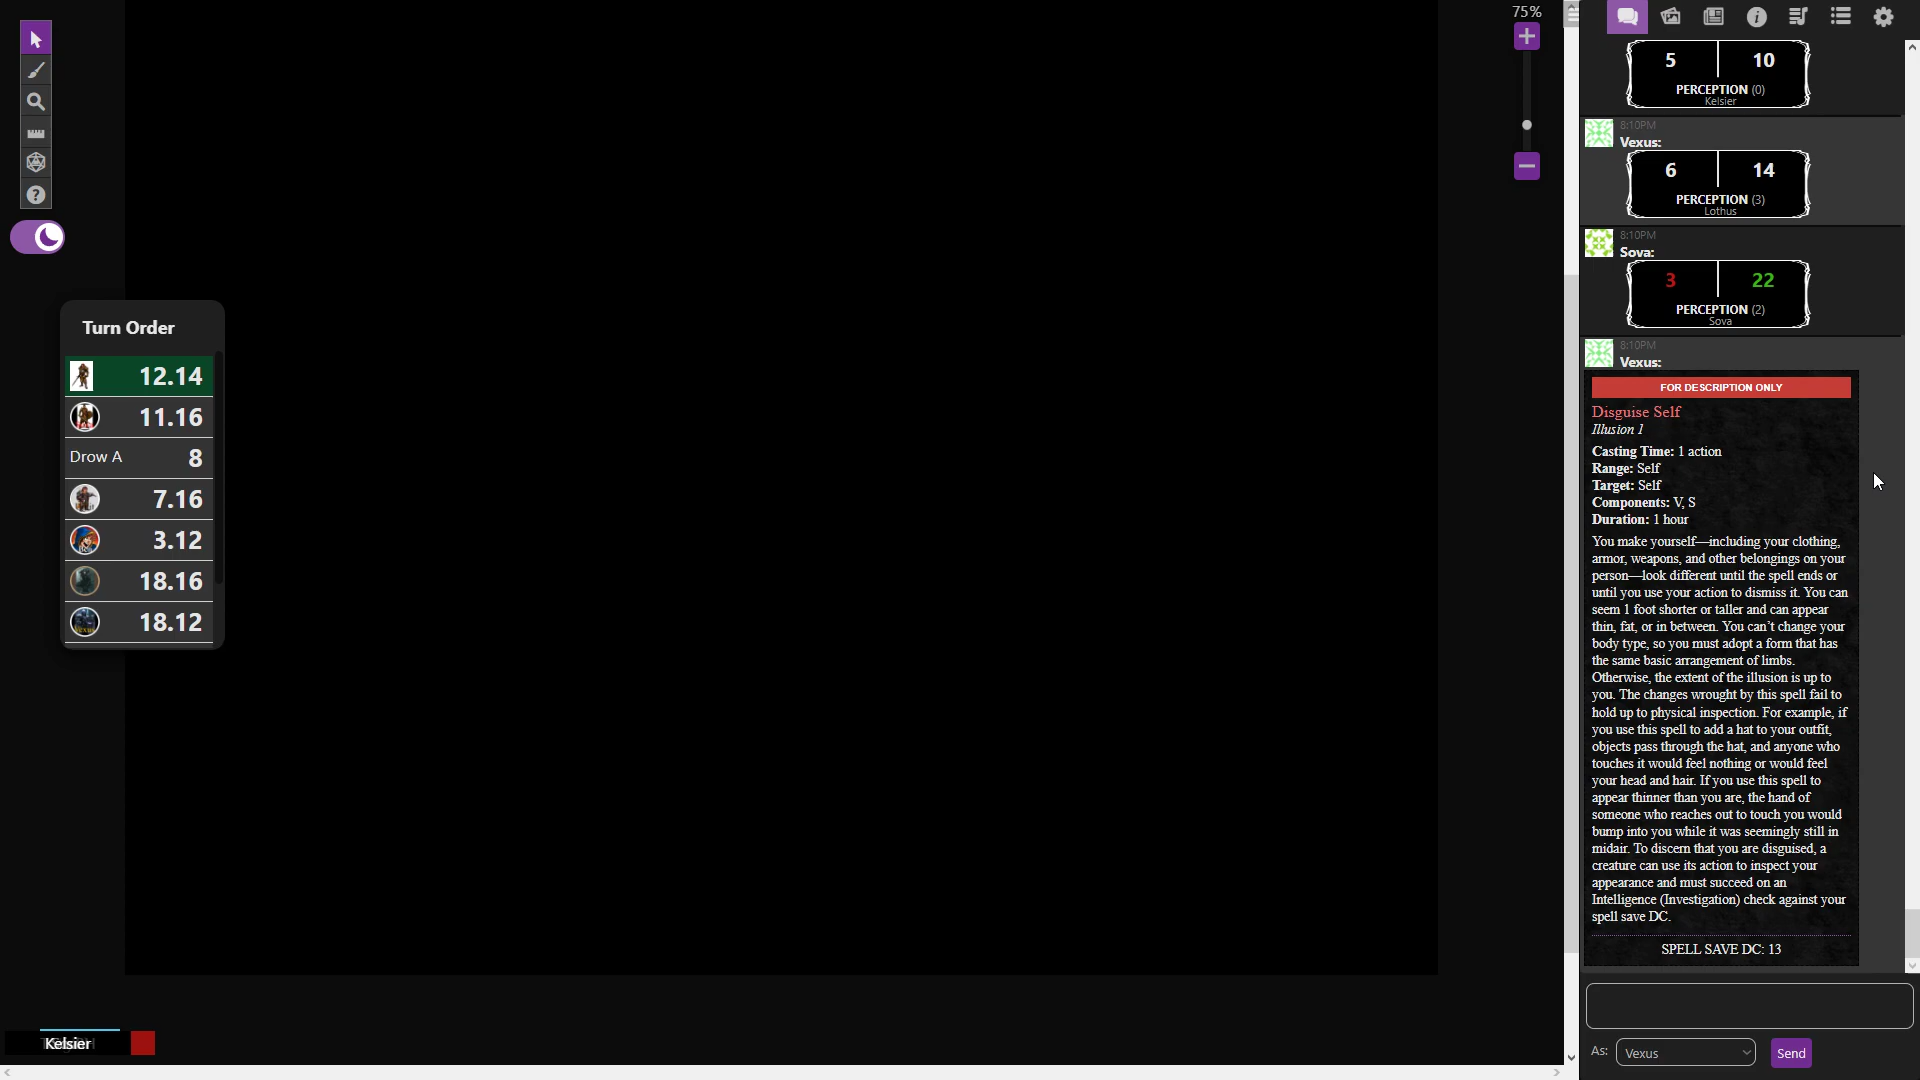 75%
Turn Order
12.14
11.16
Drow A 8
7.16
3.12
18.16
18.12
Kelsier
5 10
PERCEPTION (0)
Kelsier
8:10PM
Vexus:
6 14
PERCEPTION (3)
Lothus
8:10PM
Sova:
3 22
PERCEPTION (2)
Sova
8:10PM
Vexus:
FOR DESCRIPTION ONLY
Disguise Self
Illusion 1
Casting Time: 1 action
Range: Self
Target: Self
Components: V, S
Duration: 1 hour
You make yourself—including your clothing,
armor, weapons, and other belongings on your
person—look different until the spell ends or
until you use your action to dismiss it. You can
seem 1 foot shorter or taller and can appear
thin, fat, or in between. You can’t change your
body type, so you must adopt a form that has
the same basic arrangement of limbs.
Otherwise, the extent of the illusion is up to
you. The changes wrought by this spell fail to
hold up to physical inspection. For example, if
you use this spell to add a hat to your outfit,
objects pass through the hat, and anyone who
touches it would feel nothing or would feel
your head and hair. If you use this spell to
appear thinner than you are, the hand of
someone who reaches out to touch you would
bump into you while it was seemingly still in
midair. To discern that you are disguised, a
creature can use its action to inspect your
appearance and must succeed on an
Intelligence (Investigation) check against your
spell save DC.
SPELL SAVE DC: 13
As: Vexus Send